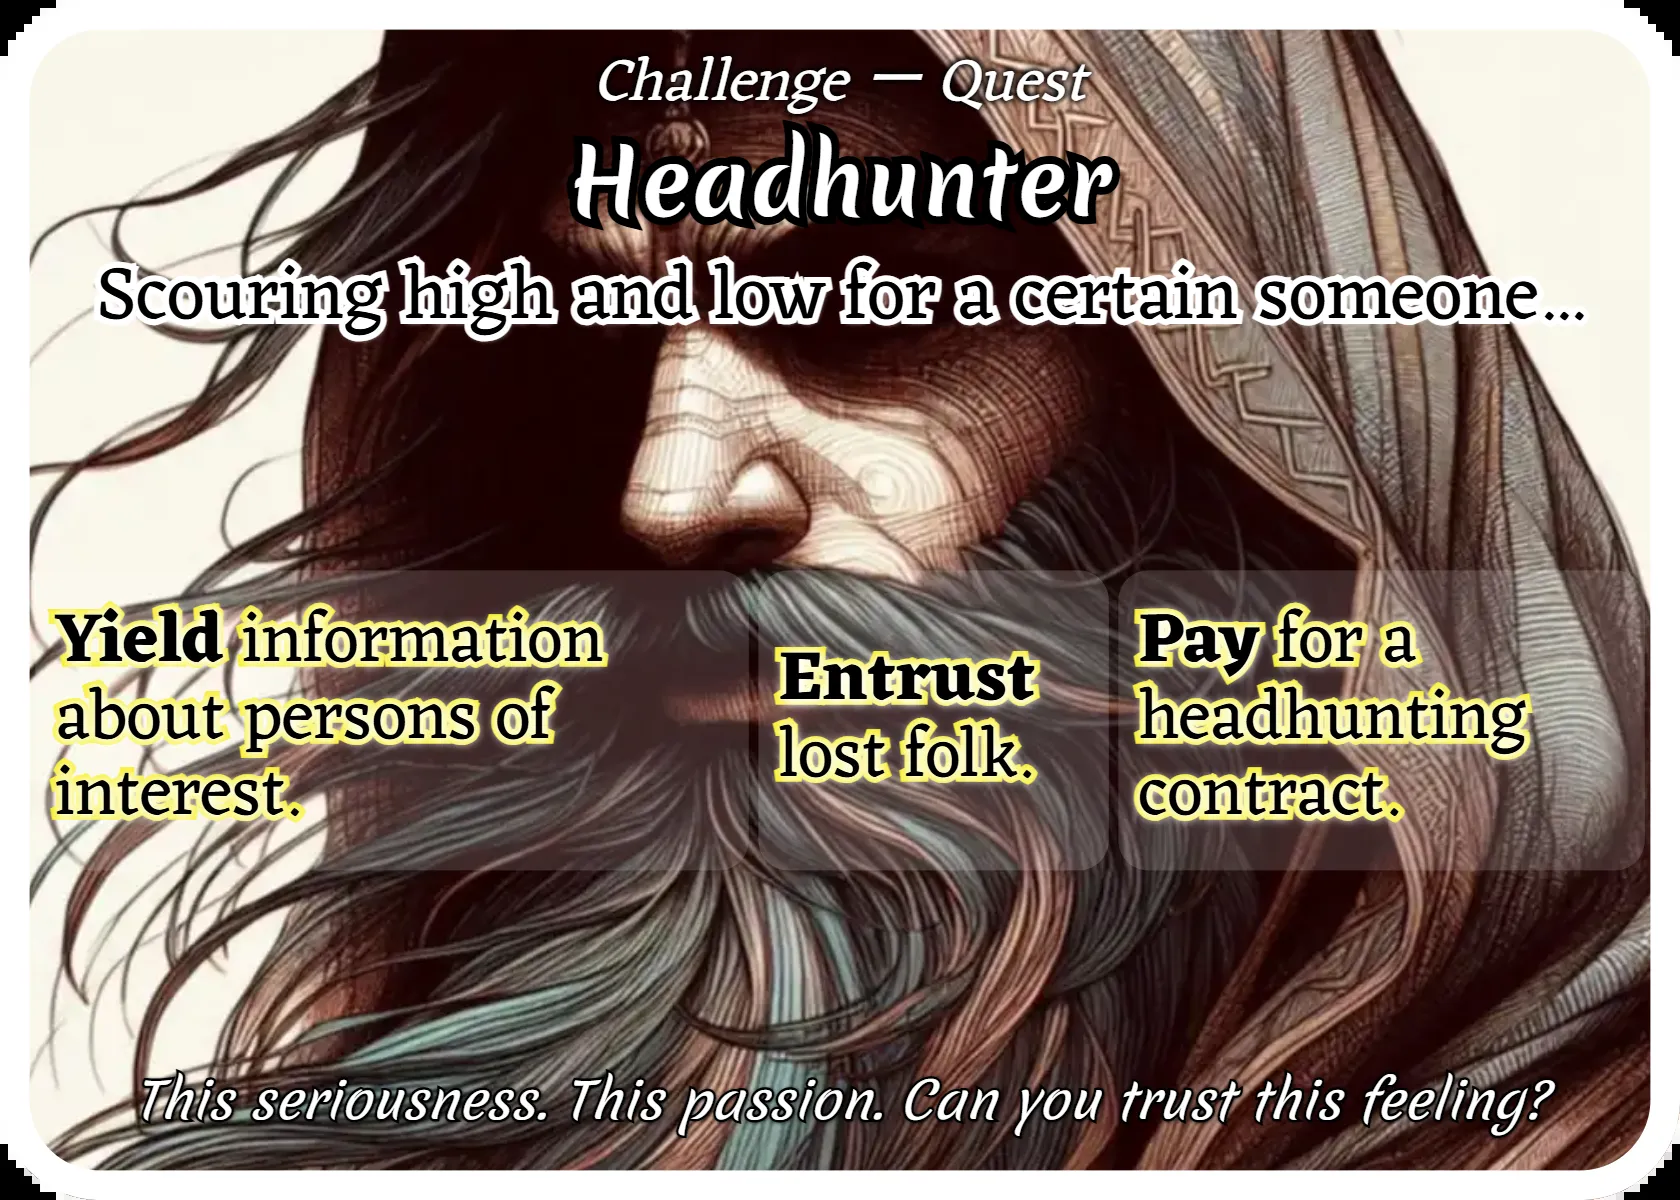 Challenge — Quest
Headhunter
Scouring high and low for a certain someone...
Yield information
about persons of
interest.
Entrust
lost folk.
Pay for a
headhunting
contract.
This seriousness. This passion. Can you trust this feeling?